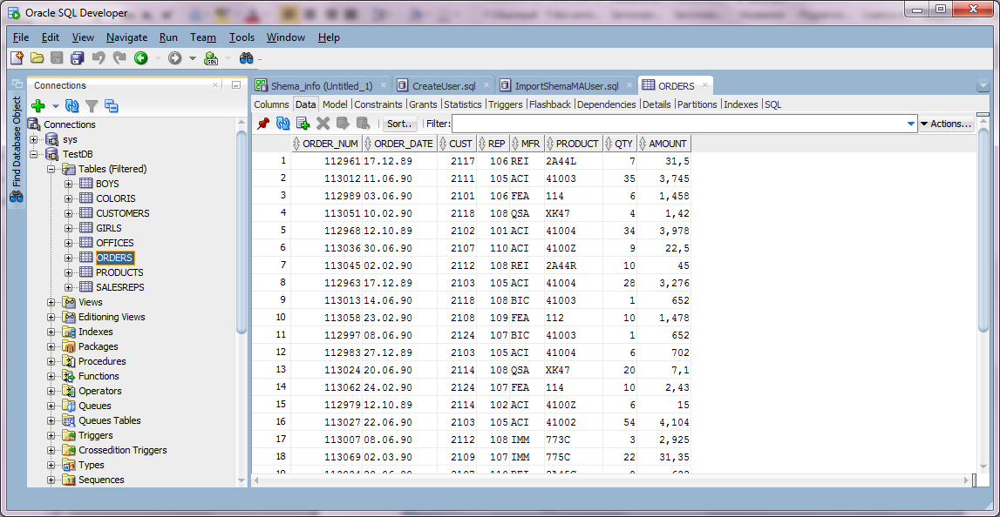 Oracle SQL Developer
File Edit View Navigate Run Team Tools Window Help
SQL
Find Database Object
Connections
Connections
sys
TestDB
Tables (Filtered)
BOYS
COLORIS
CUSTOMERS
GIRLS
OFFICES
ORDERS
PRODUCTS
SALESREPS
Views
Editioning Views
Indexes
Packages
Procedures
Functions
Operators
Queues
Queues Tables
Triggers
Crossedition Triggers
Types
Sequences
Shema_info (Untitled_1) CreateUser.sql ImportShemaMAUser.sql ORDERS
Columns Data Model Constraints Grants Statistics Triggers Flashback Dependencies Details Partitions Indexes SQL
Sort.. Filter: Actions...
ORDER_NUM ORDER_DATE CUST REP MFR PRODUCT QTY AMOUNT
1 112961 17.12.89 2117 106 REI 2A44L 7 31,5
2 113012 11.06.90 2111 105 ACI 41003 35 3,745
3 112989 03.06.90 2101 106 FEA 114 6 1,458
4 113051 10.02.90 2118 108 QSA XK47 4 1,42
5 112968 12.10.89 2102 101 ACI 41004 34 3,978
6 113036 30.06.90 2107 110 ACI 4100Z 9 22,5
7 113045 02.02.90 2112 108 REI 2A44R 10 45
8 112963 17.12.89 2103 105 ACI 41004 28 3,276
9 113013 14.06.90 2118 108 BIC 41003 1 652
10 113058 23.02.90 2108 109 FEA 112 10 1,478
11 112997 08.06.90 2124 107 BIC 41003 1 652
12 112983 27.12.89 2103 105 ACI 41004 6 702
13 113024 20.06.90 2114 108 QSA XK47 20 7,1
14 113062 24.02.90 2124 107 FEA 114 10 2,43
15 112979 12.10.89 2114 102 ACI 4100Z 6 15
16 113027 22.06.90 2103 105 ACI 41002 54 4,104
17 113007 08.06.90 2112 108 IMM 773C 3 2,925
18 113069 02.03.90 2109 107 IMM 775C 22 31,35